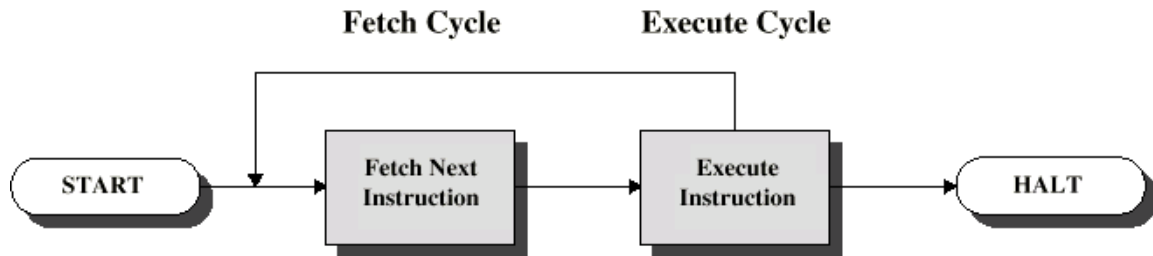 Fetch Cycle
Execute Cycle
START
Fetch Next
Instruction
Execute
Instruction
HALT